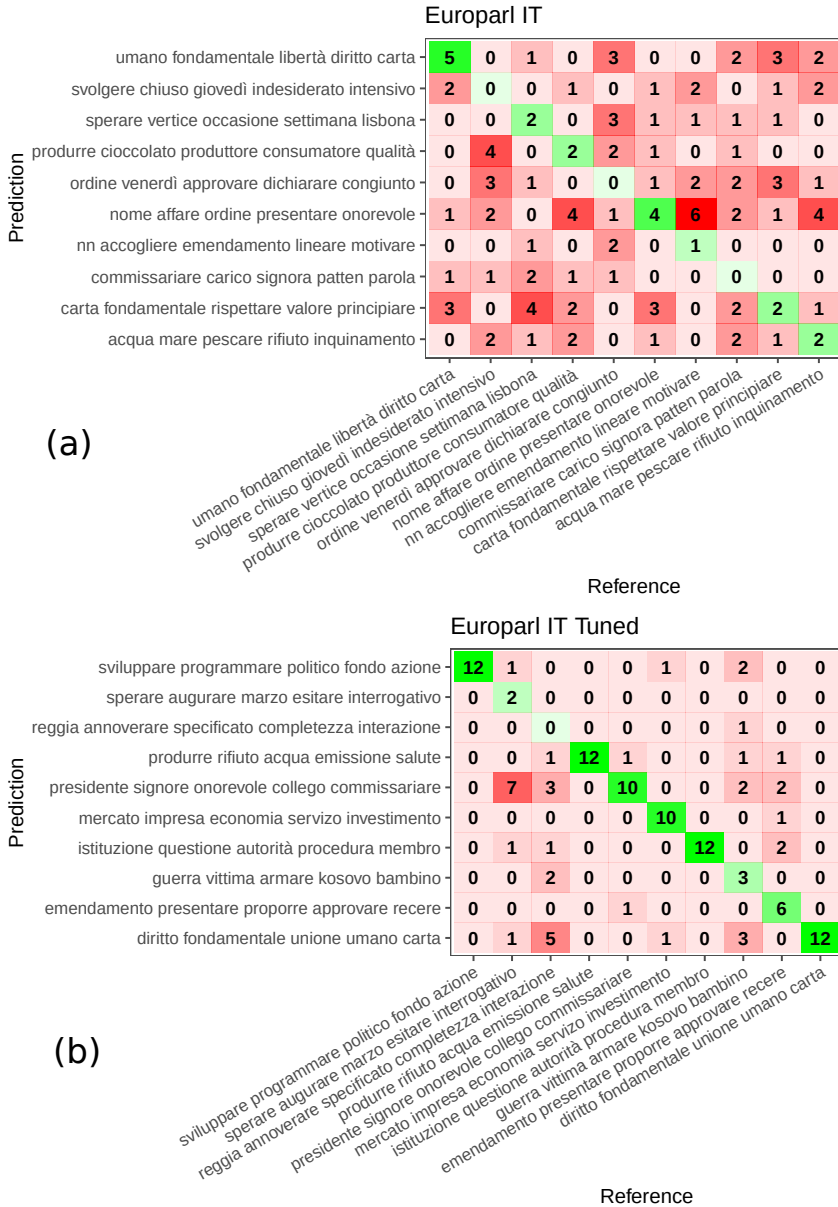 Europarl IT
Prediction
umano fondamentale libertà diritto carta 5 0 1 0 3 0 0 2 3 2
svolgere chiuso giovedì indesiderato intensivo 2 0 0 1 0 1 2 0 1 2
sperare vertice occasione settimana lisbona 0 0 2 0 3 1 1 1 1 0
produrre cioccolato produttore consumatore qualità 0 4 0 2 2 1 0 1 0 0
ordine venerdì approvare dichiarare congiunto 0 3 1 0 0 1 2 2 3 1
nome affare ordine presentare onorevole 1 2 0 4 1 4 6 2 1 4
nn accogliere emendamento lineare motivare 0 0 1 0 2 0 1 0 0 0
commissariare carico signora patten parola 1 1 2 1 1 0 0 0 0 0
carta fondamentale rispettare valore principiare 3 0 4 2 0 3 0 2 2 1
acqua mare pescare rifiuto inquinamento 0 2 1 2 0 1 0 2 1 2
umano fondamentale libertà diritto carta
svolgere chiuso giovedì indesiderato intensivo
sperare vertice occasione settimana lisbona
produrre cioccolato produttore consumatore qualità
ordine venerdì approvare dichiarare congiunto
nome affare ordine presentare onorevole
nn accogliere emendamento lineare motivare
commissariare carico signora patten parola
carta fondamentale rispettare valore principiare
acqua mare pescare rifiuto inquinamento
(a)
Reference
Europarl IT Tuned
Prediction
sviluppare programmare politico fondo azione 12 1 0 0 0 1 0 2 0 0
sperare augurare marzo esitare interrogativo 0 2 0 0 0 0 0 0 0 0
reggia annoverare specificato completezza interazione 0 0 0 0 0 0 0 1 0 0
produrre rifiuto acqua emissione salute 0 0 1 12 1 0 0 1 1 0
presidente signore onorevole collego commissariare 0 7 3 0 10 0 0 2 2 0
mercato impresa economia servizo investimento 0 0 0 0 0 10 0 0 1 0
istituzione questione autorità procedura membro 0 1 1 0 0 0 12 0 2 0
guerra vittima armare kosovo bambino 0 0 2 0 0 0 0 3 0 0
emendamento presentare proporre approvare recere 0 0 0 0 1 0 0 0 6 0
diritto fondamentale unione umano carta 0 1 5 0 0 1 0 3 0 12
sviluppare programmare politico fondo azione
sperare augurare marzo esitare interrogativo
reggia annoverare specificato completezza interazione
produrre rifiuto acqua emissione salute
presidente signore onorevole collego commissariare
mercato impresa economia servizo investimento
istituzione questione autorità procedura membro
guerra vittima armare kosovo bambino
emendamento presentare proporre approvare recere
diritto fondamentale unione umano carta
(b)
Reference